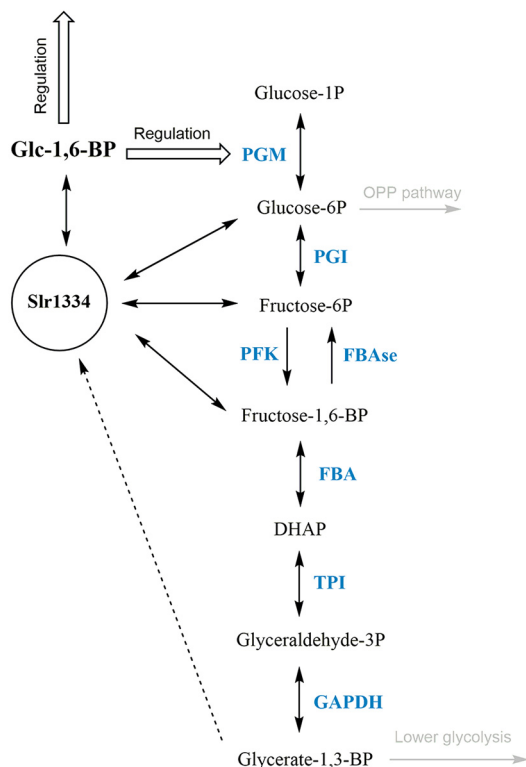 Regulation
Glucose-1P
Regulation
Glc-1,6-BP
PGM
OPP pathway
Glucose-6P
PGI
Slr1334
Fructose-6P
PFK
FBAse
Fructose-1,6-BP
FBA
DHAP
TPI
Glyceraldehyde-3P
GAPDH
Lower glycolysis
Glycerate-1,3-BP